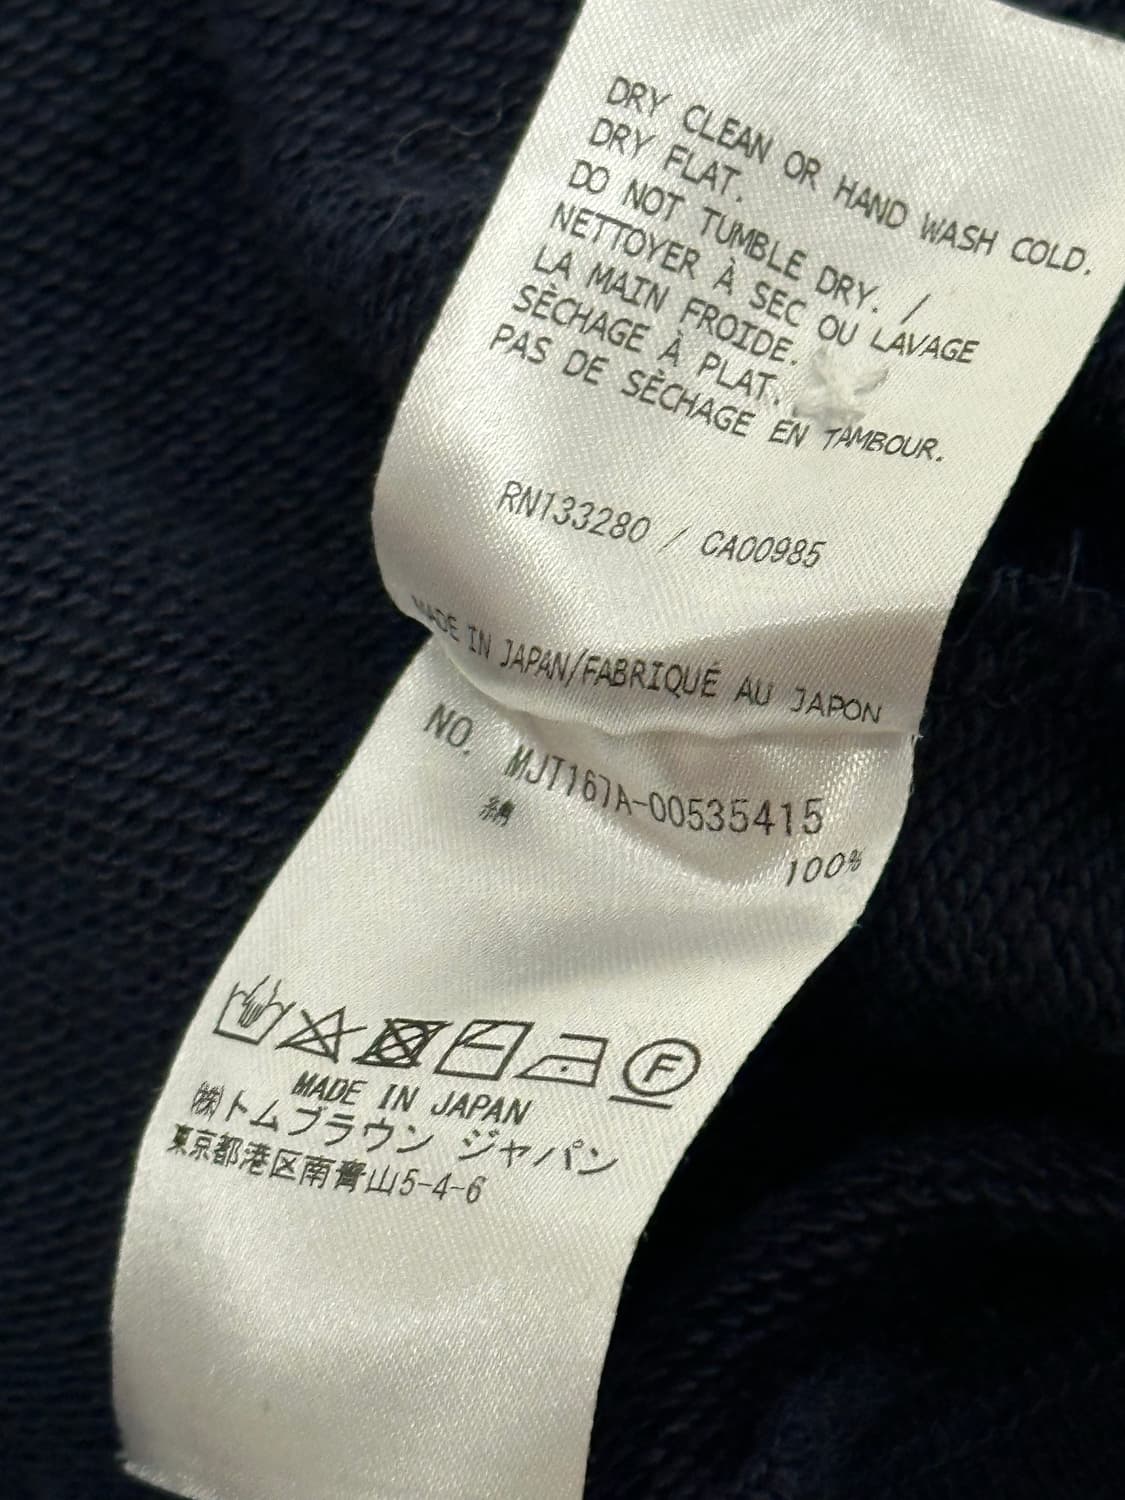 DRY CLEAN OR HAND WASH COLD.
DRY FLAT.
DO NOT TUMBLE DRY. /
NETTOYER À SEC OU LAVAGE
LA MAIN FROIDE.
SÈCHAGE À PLAT.
PAS DE SÈCHAGE EN TAMBOUR.
RN133280 / CA00985
MADE IN JAPAN/FABRIQUÉ AU JAPON
NO. MJT167A-00535415
綿 100%
F
MADE IN JAPAN
㈱トムブラウン ジャパン
東京都港区南青山5-4-6